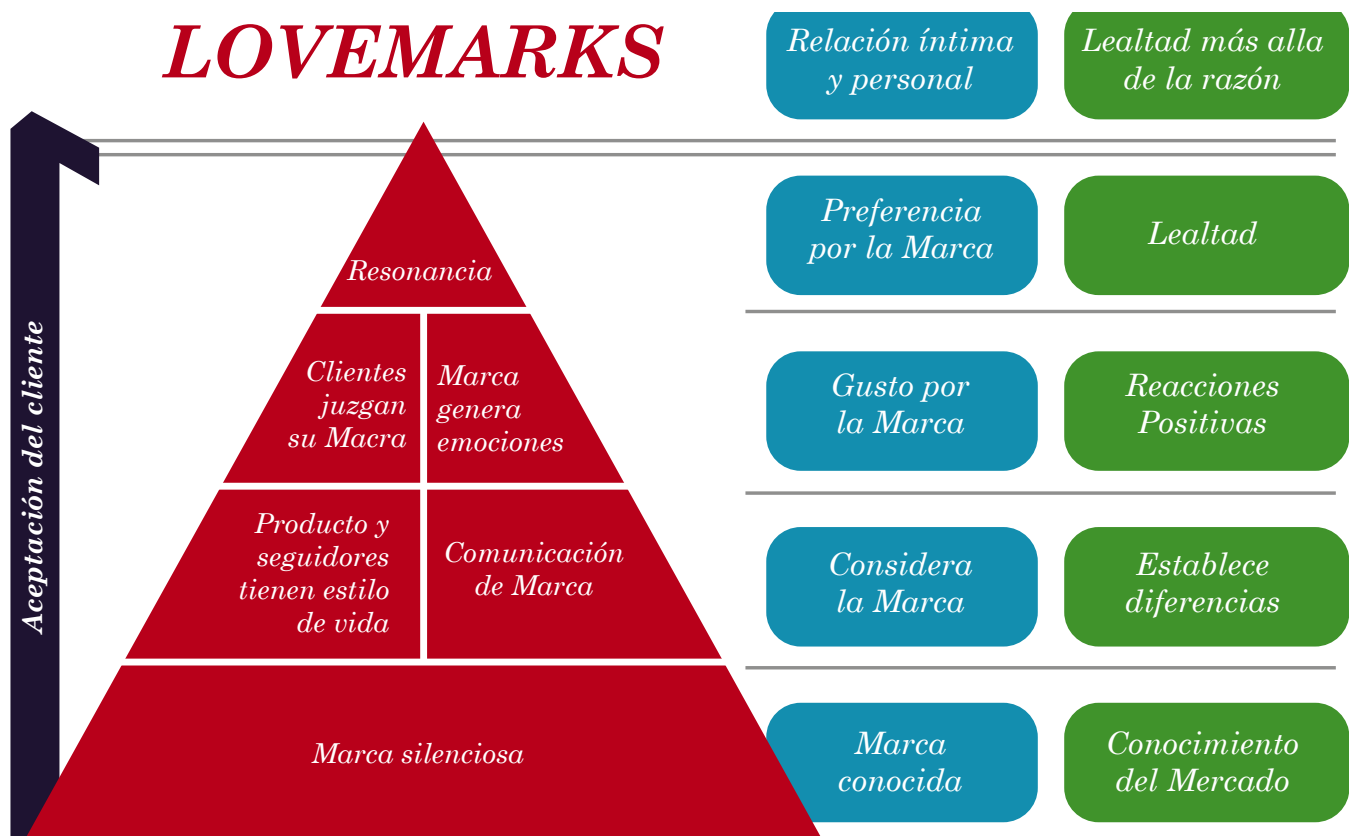 LOVEMARKS
Relación íntima
y personal
Lealtad más alla
de la razón
Aceptación del cliente
Resonancia
Preferencia
por la Marca
Lealtad
Clientes
juzgan
su Macra
Marca
genera
emociones
Gusto por
la Marca
Reacciones
Positivas
Producto y
seguidores
tienen estilo
de vida
Comunicación
de Marca
Considera
la Marca
Establece
diferencias
Marca silenciosa
Marca
conocida
Conocimiento
del Mercado